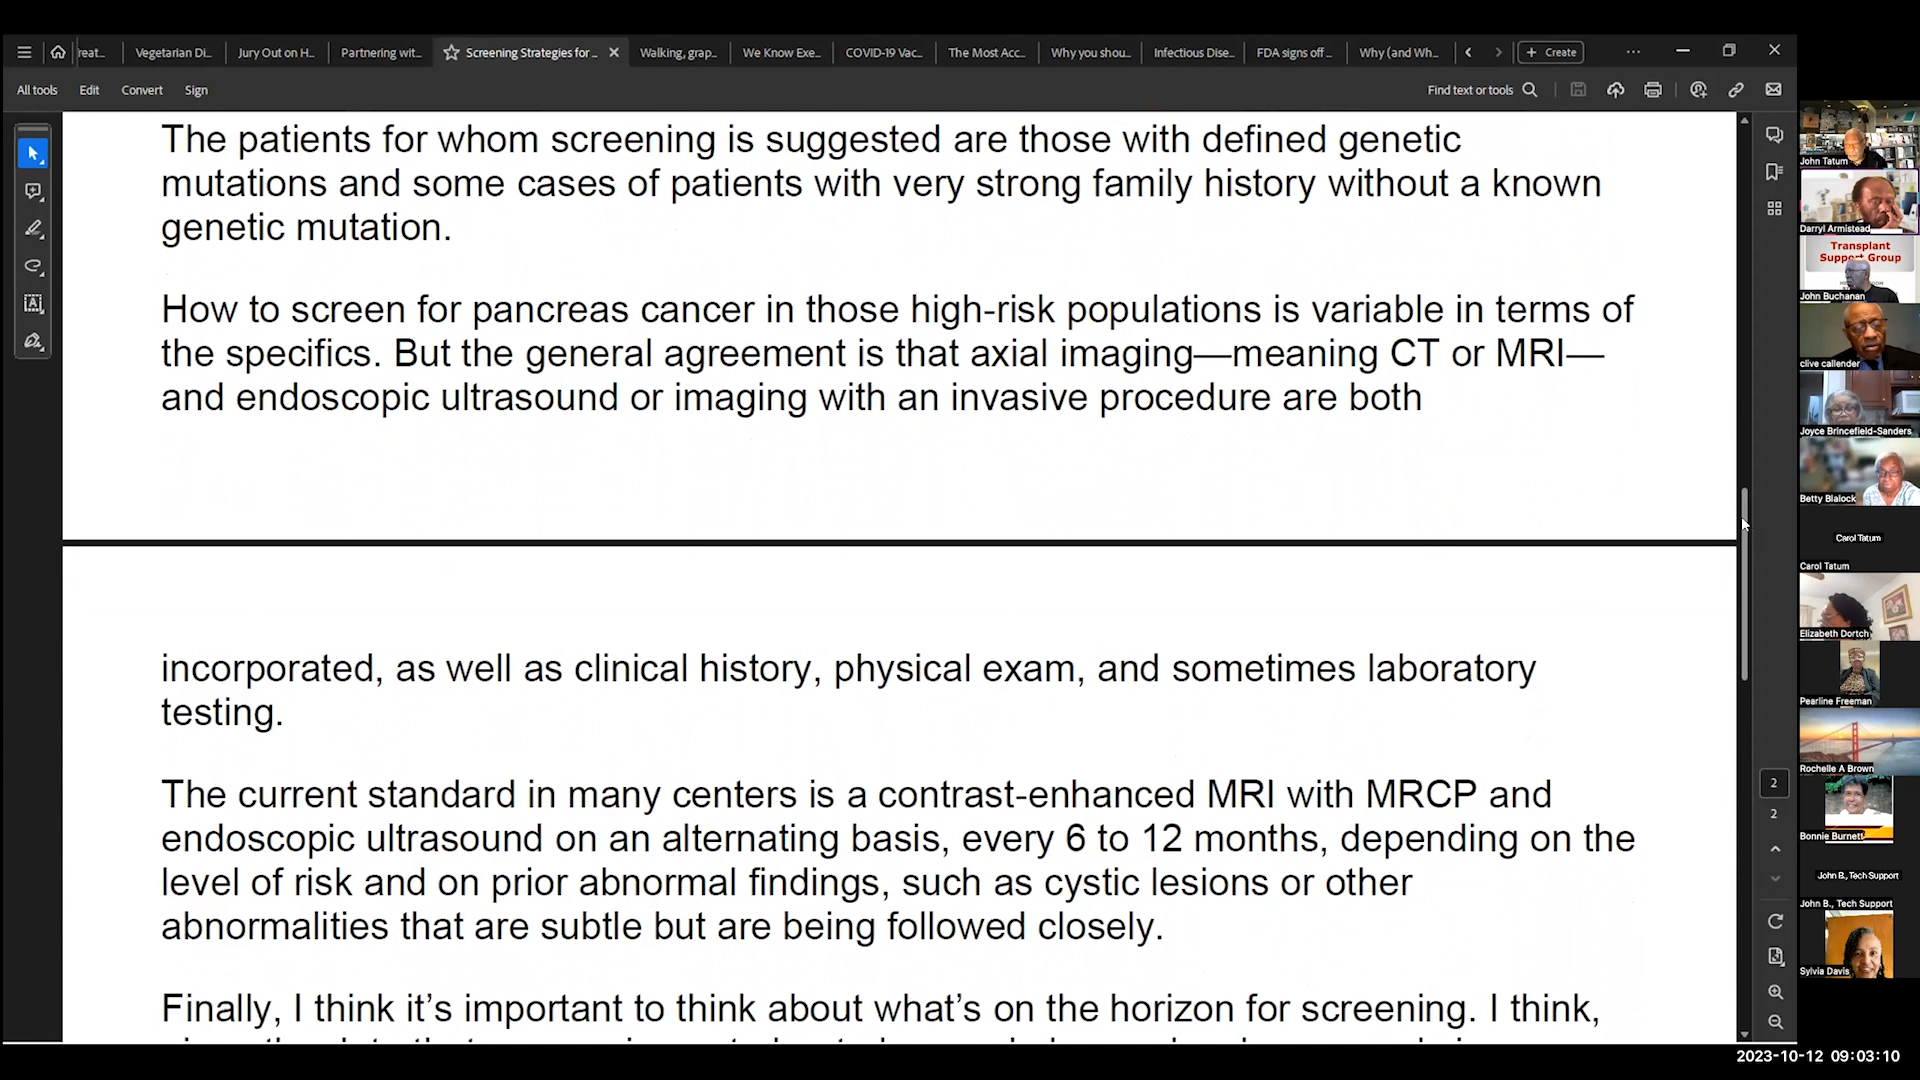 reat...
Vegetarian Di...
Jury Out on H...
Partnering wit...
Screening Strategies for ...
Walking, grap...
We Know Exe...
COVID-19 Vac...
The Most Acc...
Why you shou...
Infectious Dise...
FDA signs off ...
Why (and Wh...
+ Create
All tools
Edit
Convert
Sign
Find text or tools
The patients for whom screening is suggested are those with defined genetic
mutations and some cases of patients with very strong family history without a known
genetic mutation.
How to screen for pancreas cancer in those high-risk populations is variable in terms of
the specifics. But the general agreement is that axial imaging—meaning CT or MRI—
and endoscopic ultrasound or imaging with an invasive procedure are both
incorporated, as well as clinical history, physical exam, and sometimes laboratory
testing.
The current standard in many centers is a contrast-enhanced MRI with MRCP and
endoscopic ultrasound on an alternating basis, every 6 to 12 months, depending on the
level of risk and on prior abnormal findings, such as cystic lesions or other
abnormalities that are subtle but are being followed closely.
Finally, I think it’s important to think about what’s on the horizon for screening. I think,
2
2
John Tatum
Darryl Armistead
Transplant
Support Group
John Buchanan
clive callender
Joyce Brincefield-Sanders
Betty Blalock
Carol Tatum
Carol Tatum
Elizabeth Dortch
Pearline Freeman
Rochelle A Brown
Bonnie Burnett
John B., Tech Support
John B., Tech Support
Sylvia Davis
2023-10-12 09:03:10